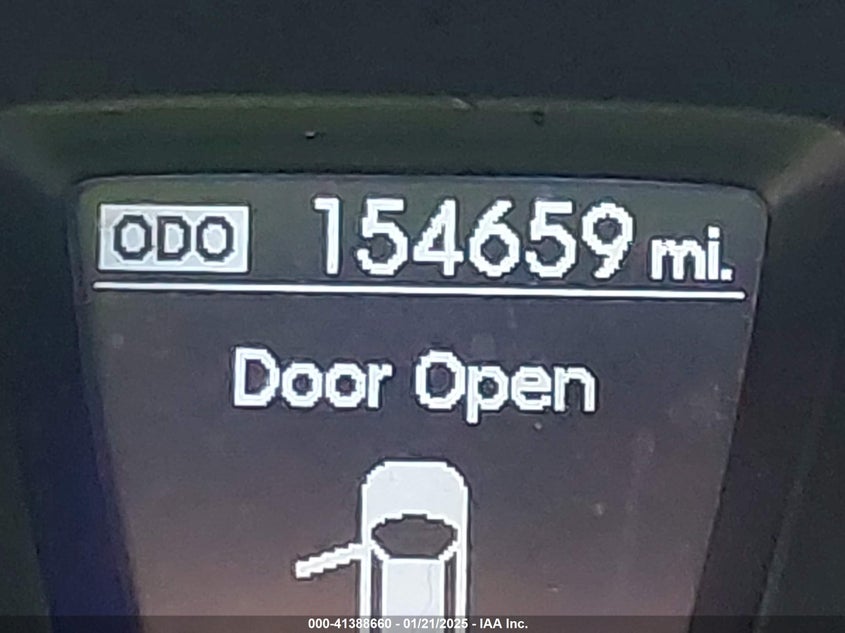 ODO 154659 mi.
Door Open
000-41388660 - 01/21/2025 - IAA Inc.